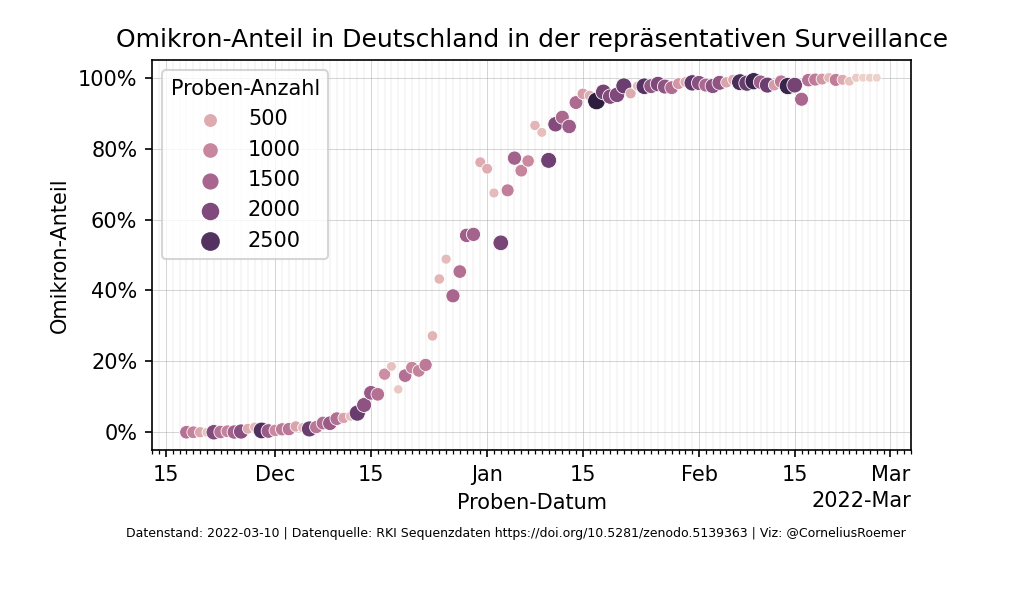 Omikron-Anteil in Deutschland in der repräsentativen Surveillance
Proben-Anzahl
500
1000
1500
2000
2500
100%
80%
60%
40%
20%
0%
Omikron-Anteil
15 Dec 15 Jan 15 Feb 15 Mar
Proben-Datum
2022-Mar
Datenstand: 2022-03-10 | Datenquelle: RKI Sequenzdaten https://doi.org/10.5281/zenodo.5139363 | Viz: @CorneliusRoemer